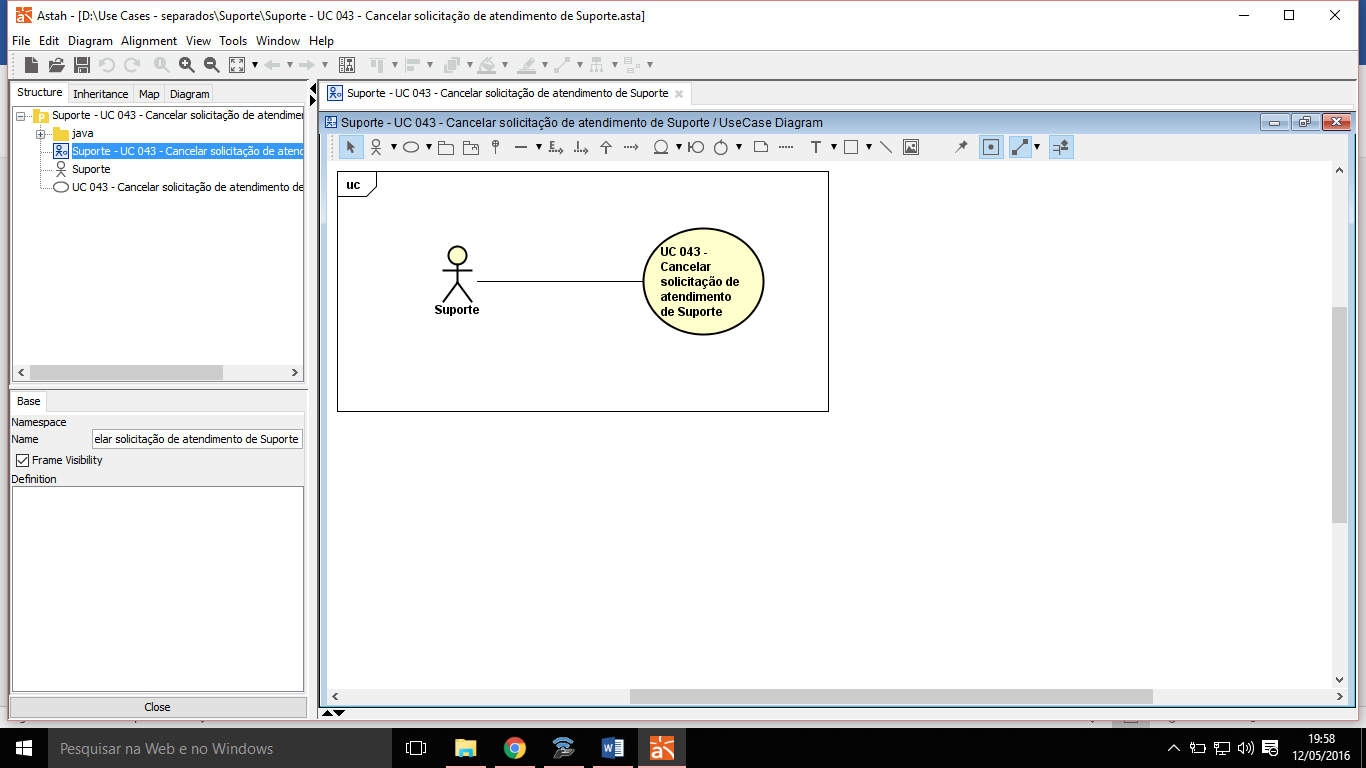 Astah - [D:\Use Cases - separados\Suporte\Suporte - UC 043 - Cancelar solicitação de atendimento de Suporte.asta]
File Edit Diagram Alignment View Tools Window Help
Structure Inheritance Map Diagram
Suporte - UC 043 - Cancelar solicitação de atendimen
java
Suporte - UC 043 - Cancelar solicitação de atenc
Suporte
UC 043 - Cancelar solicitação de atendimento de
Base
Namespace
Name elar solicitação de atendimento de Suporte
Frame Visibility
Definition
Close
Suporte - UC 043 - Cancelar solicitação de atendimento de Suporte
Suporte - UC 043 - Cancelar solicitação de atendimento de Suporte / UseCase Diagram
uc
Suporte
UC 043 -
Cancelar
solicitação de
atendimento
de Suporte
Pesquisar na Web e no Windows
19:58
12/05/2016